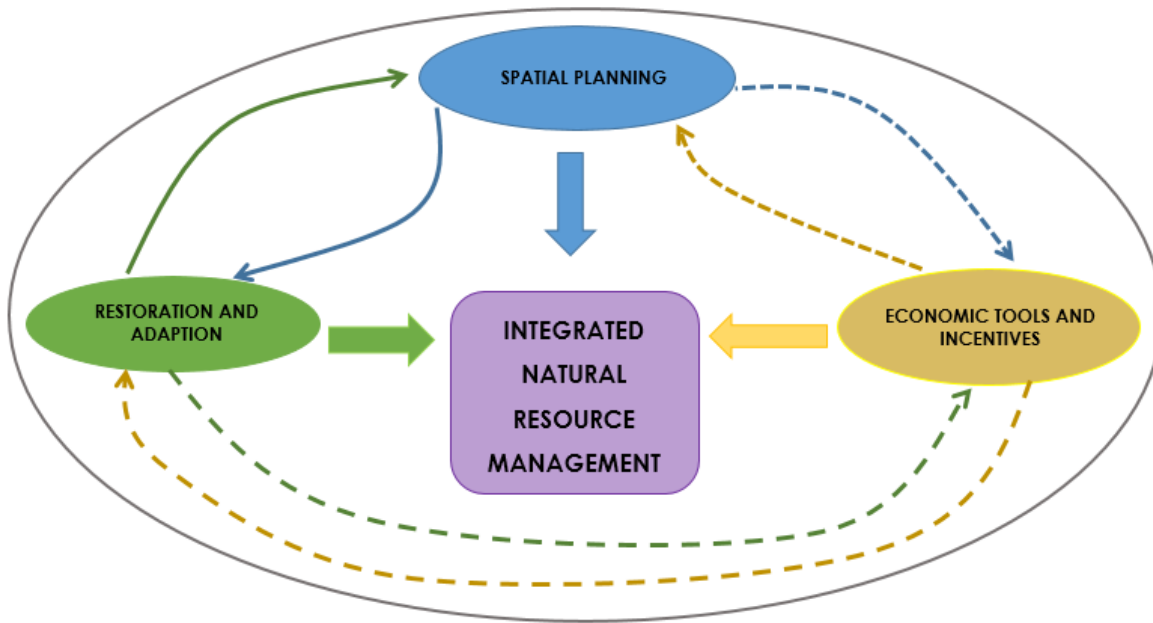 SPATIAL PLANNING
RESTORATION AND
ADAPTION
INTEGRATED
NATURAL
RESOURCE
MANAGEMENT
ECONOMIC TOOLS AND
INCENTIVES